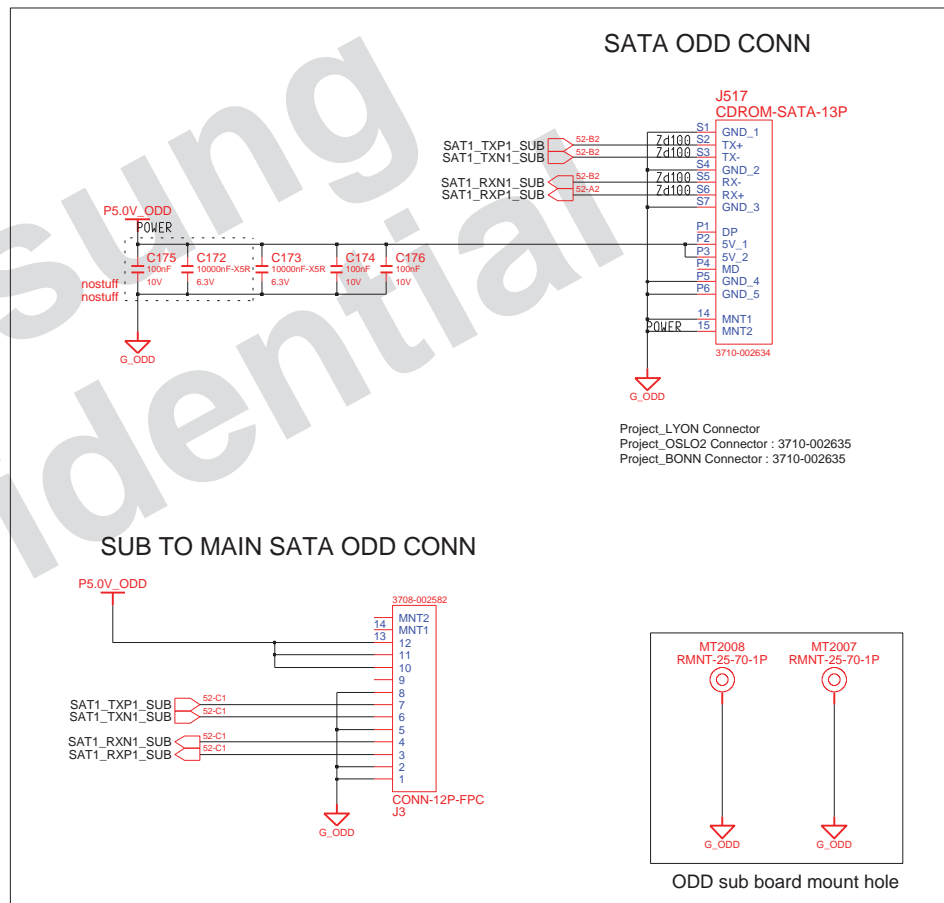 sung
idential
SATA ODD CONN
J517
CDROM-SATA-13P
SAT1_TXP1_SUB 52-B2 Zd100 S2 TX+
SAT1_TXN1_SUB 52-B2 Zd100 S3 TX-
SAT1_RXN1_SUB 52-B2 Zd100 S5 RX-
SAT1_RXP1_SUB 52-A2 Zd100 S6 RX+
S1 GND_1
S4 GND_2
S7 GND_3
P1 DP
P2 5V_1
P3 5V_2
P4 MD
P5 GND_4
P6 GND_5
14 MNT1
POWER 15 MNT2
3710-002634
G_ODD
P5.0V_ODD
POWER
C175 100nF 10V
C172 10000nF-X5R 6.3V
C173 10000nF-X5R 6.3V
C174 100nF 10V
C176 100nF 10V
nostuff
nostuff
G_ODD
Project_LYON Connector
Project_OSLO2 Connector : 3710-002635
Project_BONN Connector : 3710-002635
SUB TO MAIN SATA ODD CONN
P5.0V_ODD
3708-002582
MNT2
14 MNT1
13
12
11
10
9
8
SAT1_TXP1_SUB 52-C1 7
SAT1_TXN1_SUB 52-C1 6
5
SAT1_RXN1_SUB 52-C1 4
SAT1_RXP1_SUB 52-C1 3
2
1
CONN-12P-FPC
J3
G_ODD
MT2008
RMNT-25-70-1P
G_ODD
MT2007
RMNT-25-70-1P
G_ODD
ODD sub board mount hole